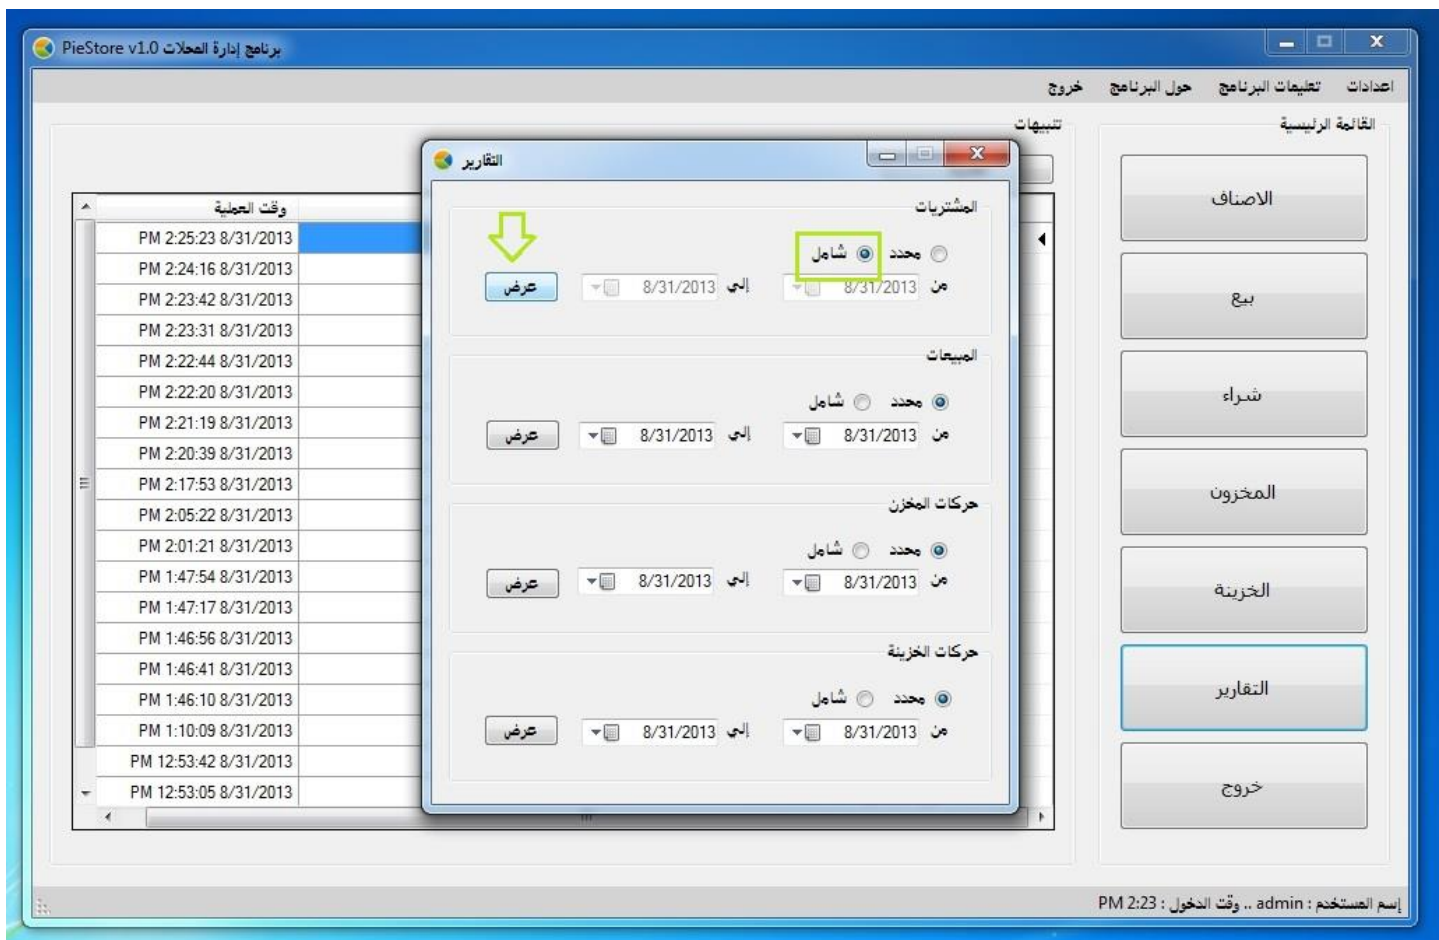 برنامج إدارة المحلات PieStore v1.0
اعدادات تعليمات البرنامج حول البرنامج خروج
القائمة الرئيسية
الاصناف
بيع
شراء
المخزون
الخزينة
التقارير
خروج
تنبيهات
وقت العملية
PM 2:25:23 8/31/2013
PM 2:24:16 8/31/2013
PM 2:23:42 8/31/2013
PM 2:23:31 8/31/2013
PM 2:22:44 8/31/2013
PM 2:22:20 8/31/2013
PM 2:21:19 8/31/2013
PM 2:20:39 8/31/2013
PM 2:17:53 8/31/2013
PM 2:05:22 8/31/2013
PM 2:01:21 8/31/2013
PM 1:47:54 8/31/2013
PM 1:47:17 8/31/2013
PM 1:46:56 8/31/2013
PM 1:46:41 8/31/2013
PM 1:46:10 8/31/2013
PM 1:10:09 8/31/2013
PM 12:53:42 8/31/2013
PM 12:53:05 8/31/2013
التقارير
المشتريات
محدد شامل
من 8/31/2013 إلي 8/31/2013 عرض
المبيعات
محدد شامل
من 8/31/2013 إلي 8/31/2013 عرض
حركات المخزن
محدد شامل
من 8/31/2013 إلي 8/31/2013 عرض
حركات الخزينة
محدد شامل
من 8/31/2013 إلي 8/31/2013 عرض
إسم المستخدم : admin .. وقت الدخول : PM 2:23